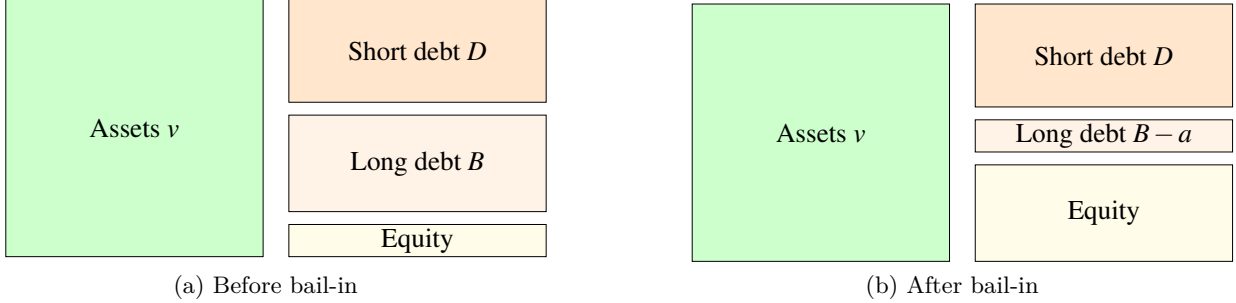 Assets v
Short debt D
Long debt B
Equity
(a) Before bail-in
Assets v
Short debt D
Long debt B − a
Equity
(b) After bail-in